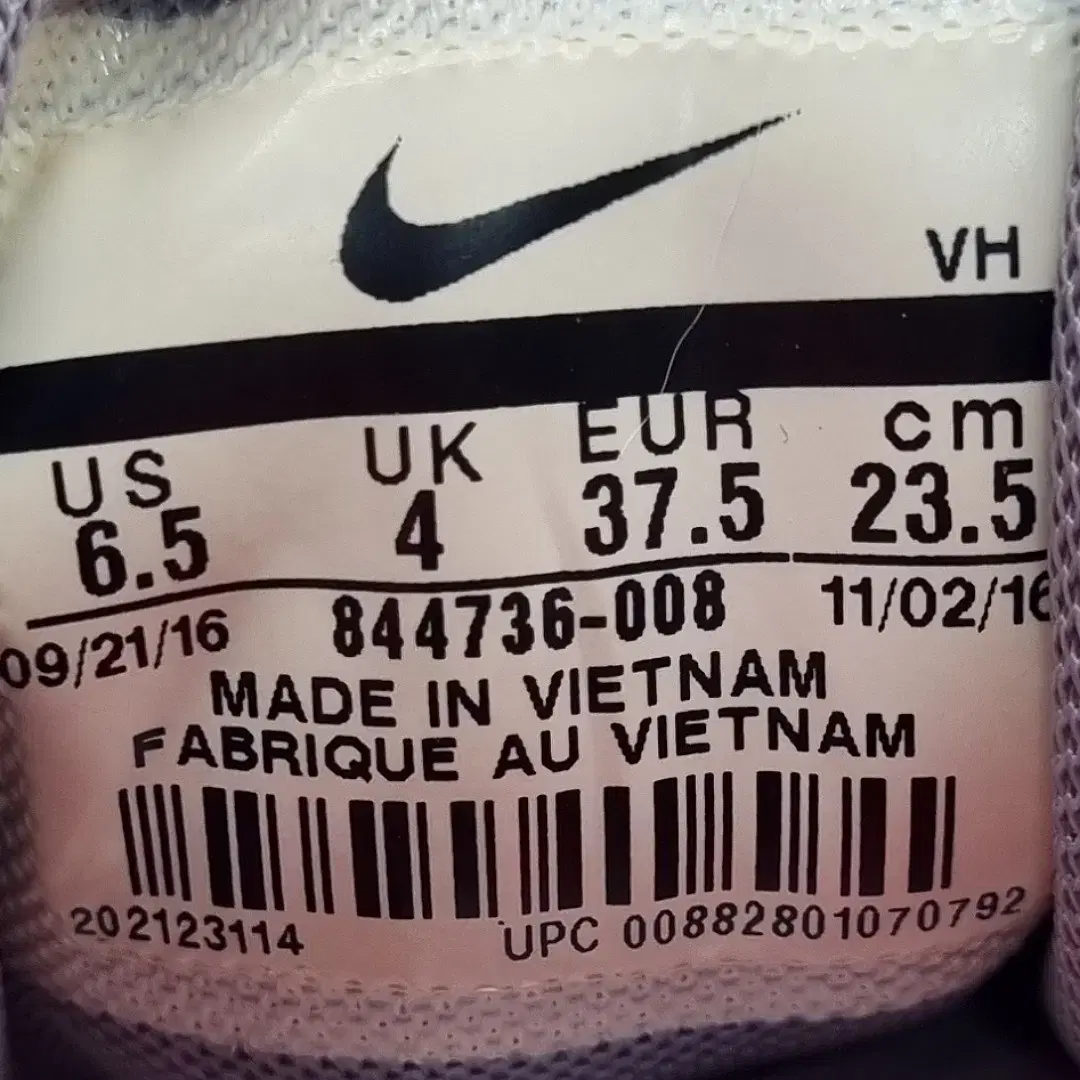 VH
US UK EUR cm
6.5 4 37.5 23.5
09/21/16 844736-008 11/02/16
MADE IN VIETNAM
FABRIQUE AU VIETNAM
202123114 UPC 00882801070792